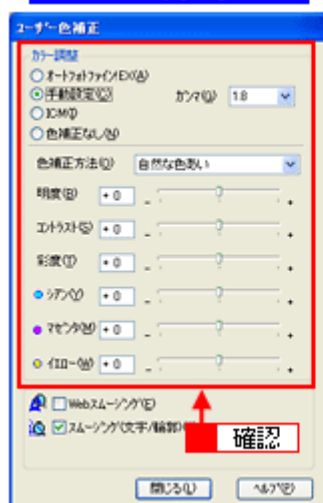 ユーザー色補正
カラー調整
オートフォトファイン!EX(A)
手動設定(C)
ガンマ(G)
1.8
ICM(I)
色補正なし(N)
色補正方法(Q)
自然な色あい
明度(B) +0 - +
コントラスト(S) +0 - +
彩度(T) +0 - +
シアン(Y) +0 - +
マゼンタ(M) +0 - +
イエロー(W) +0 - +
Webスムージング(E)
スムージング(文字/輪郭)
確認
閉じる(L)
ヘルプ(P)